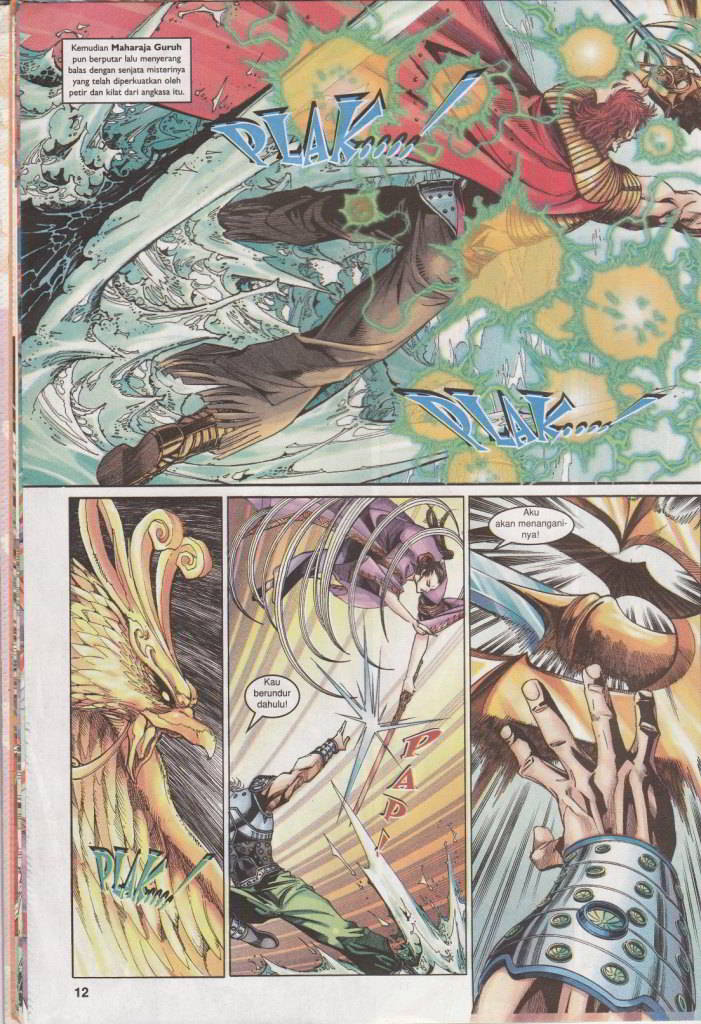 Kemudian Maharaja Guruh
pun berputar lalu menyerang
balas dengan senjata misterinya
yang telah diperkuatkan oleh
petir dan kilat dari angkasa itu.
PLAK....!
PLAK....!
PLAK....!
Kau
berundur
dahulu!
PAP!
Aku
akan menangani-
nya!
12